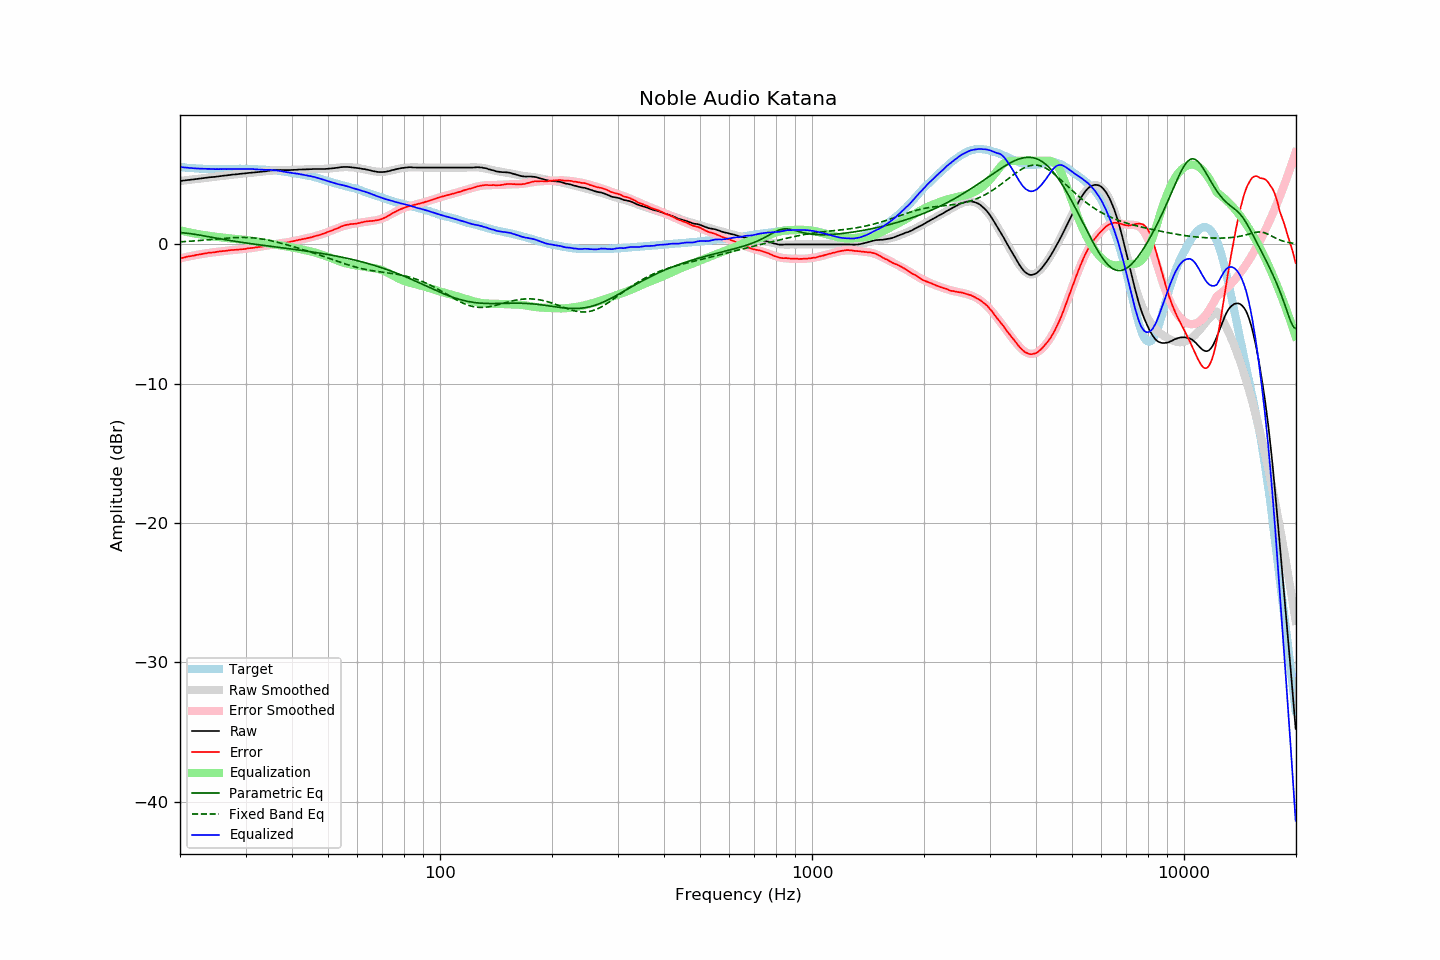 Noble Audio Katana
Amplitude (dBr)
0
−10
−20
−30
−40
Target
Raw Smoothed
Error Smoothed
Raw
Error
Equalization
Parametric Eq
Fixed Band Eq
Equalized
100
1000
10000
Frequency (Hz)